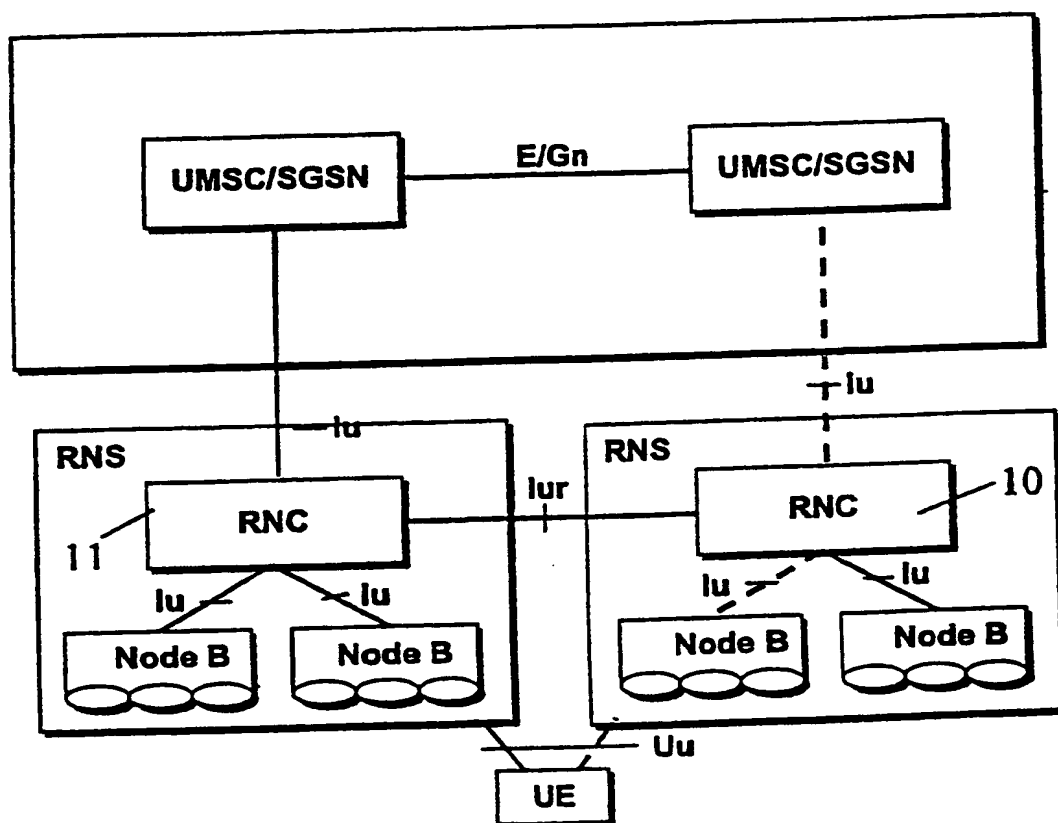 UMSC/SGSN
E/Gn
UMSC/SGSN
Iu
Iu
RNS
RNS
Iur
RNC
RNC
10
11
Iu
Iu
Iu
Iu
Node B
Node B
Node B
Node B
Uu
UE